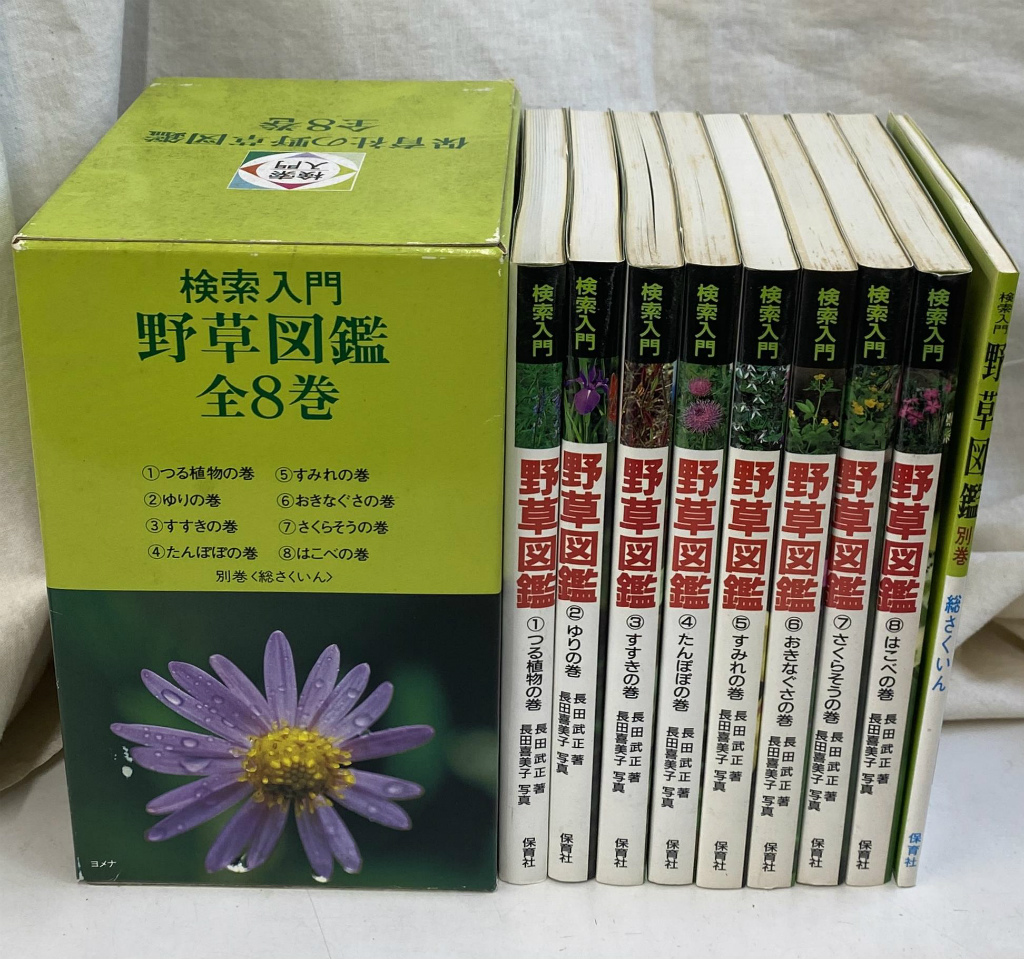 保育社の野草図鑑
全8巻
検索
入門
検索入門
野草図鑑
全8巻
①つる植物の巻
②ゆりの巻
③すすきの巻
④たんぽぽの巻
⑤すみれの巻
⑥おきなぐさの巻
⑦さくらそうの巻
⑧はこべの巻
別巻〈総さくいん〉
ヨメナ
検索入門
野草図鑑
①つる植物の巻
長田武正 著
長田喜美子 写真
保育社
検索入門
野草図鑑
②ゆりの巻
長田武正 著
長田喜美子 写真
保育社
検索入門
野草図鑑
③すすきの巻
長田武正 著
長田喜美子 写真
保育社
検索入門
野草図鑑
④たんぽぽの巻
長田武正 著
長田喜美子 写真
保育社
検索入門
野草図鑑
⑤すみれの巻
長田武正 著
長田喜美子 写真
保育社
検索入門
野草図鑑
⑥おきなぐさの巻
長田武正 著
長田喜美子 写真
保育社
検索入門
野草図鑑
⑦さくらそうの巻
長田武正 著
長田喜美子 写真
保育社
検索入門
野草図鑑
⑧はこべの巻
長田武正 著
長田喜美子 写真
保育社
検索入門
野草図鑑
別巻
総さくいん
保育社